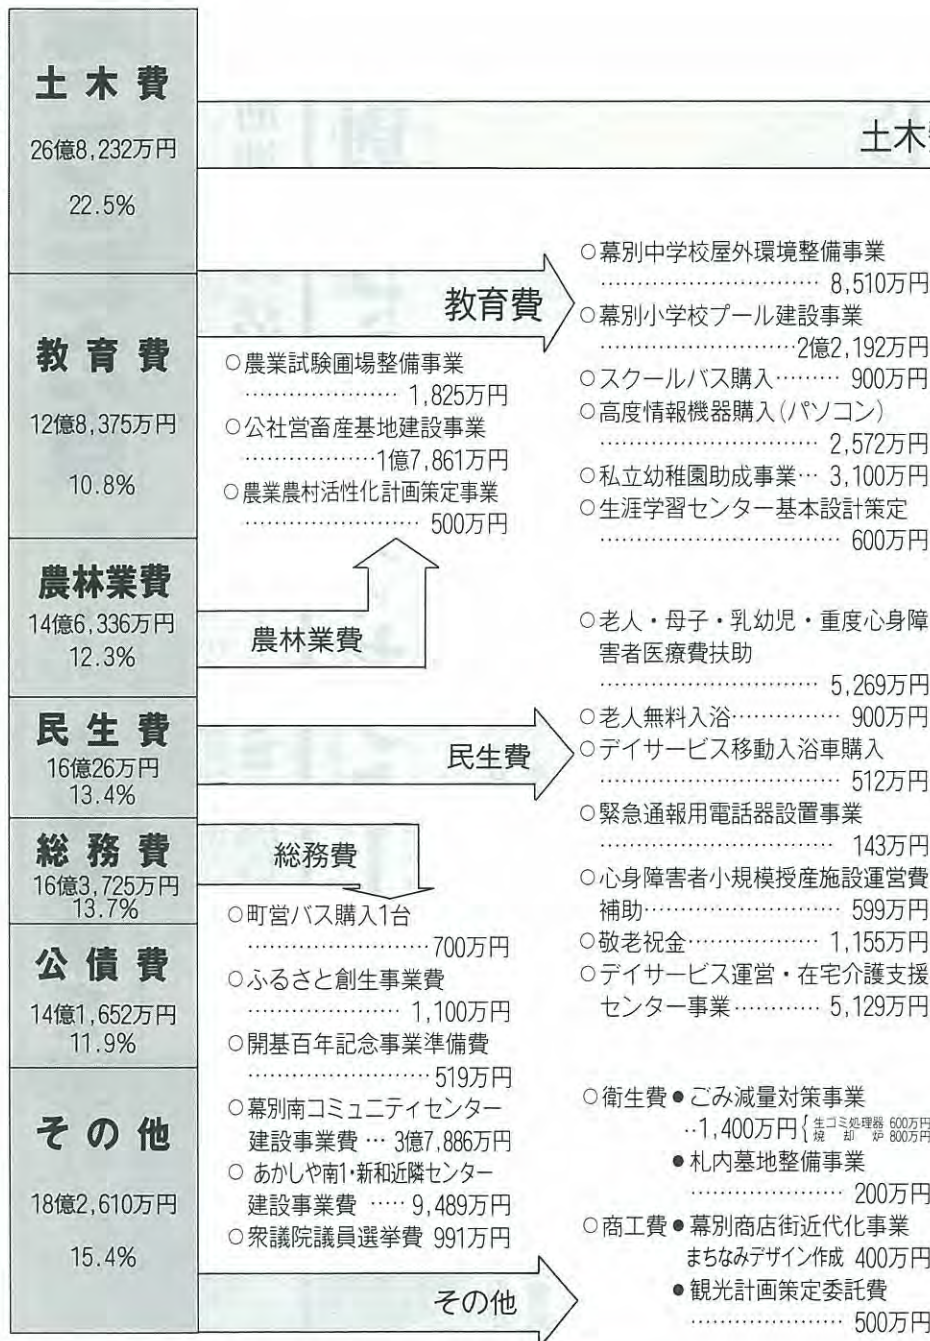 土木費
26億8,232万円
22.5%
教育費
12億8,375万円
10.8%
農林業費
14億6,336万円
12.3%
民生費
16億26万円
13.4%
総務費
16億3,725万円
13.7%
公債費
14億1,652万円
11.9%
その他
18億2,610万円
15.4%
土木
教育費
○幕別中学校屋外環境整備事業
………………………… 8,510万円
○幕別小学校プール建設事業
………………………2億2,192万円
○スクールバス購入……… 900万円
○高度情報機器購入(パソコン)
………………………… 2,572万円
○私立幼稚園助成事業… 3,100万円
○生涯学習センター基本設計策定
…………………………… 600万円
農林業費
○農業試験圃場整備事業
………………… 1,825万円
○公社営畜産基地建設事業
………………1億7,861万円
○農業農村活性化計画策定事業
…………………… 500万円
民生費
○老人・母子・乳幼児・重度心身障
害者医療費扶助
………………………… 5,269万円
○老人無料入浴…………… 900万円
○デイサービス移動入浴車購入
………………………… 512万円
○緊急通報用電話器設置事業
………………………… 143万円
○心身障害者小規模授産施設運営費
補助……………………… 599万円
○敬老祝金……………… 1,155万円
○デイサービス運営・在宅介護支援
センター事業………… 5,129万円
総務費
○町営バス購入1台
……………………700万円
○ふるさと創生事業費
………………… 1,100万円
○開基百年記念事業準備費
……………………519万円
○幕別南コミュニティセンター
建設事業費 … 3億7,886万円
○あかしや南1・新和近隣センター
建設事業費 ‥‥ 9,489万円
○衆議院議員選挙費 991万円
その他
○衛生費●ごみ減量対策事業
‥1,400万円{生ゴミ処理器 600万円
焼却炉 800万円
●札内墓地整備事業
………………… 200万円
○商工費●幕別商店街近代化事業
まちなみデザイン作成 400万円
●観光計画策定委託費
………………… 500万円